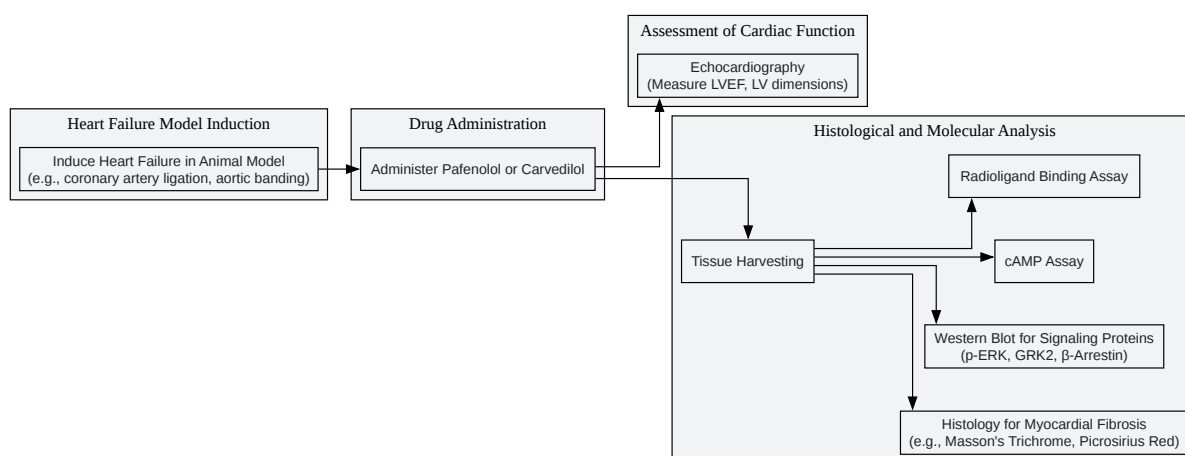 Assessment of Cardiac Function
Echocardiography
(Measure LVEF, LV dimensions)
Heart Failure Model Induction
Induce Heart Failure in Animal Model
(e.g., coronary artery ligation, aortic banding)
Drug Administration
Administer Pafenolol or Carvedilol
Histological and Molecular Analysis
Radioligand Binding Assay
Tissue Harvesting
cAMP Assay
Western Blot for Signaling Proteins
(p-ERK, GRK2, β-Arrestin)
Histology for Myocardial Fibrosis
(e.g., Masson's Trichrome, Picrosirius Red)